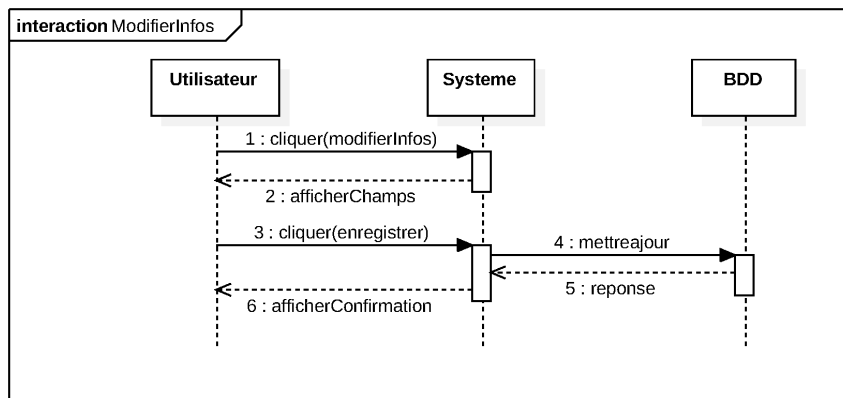 interaction ModifierInfos
Utilisateur
Systeme
BDD
1 : cliquer(modifierInfos)
2 : afficherChamps
3 : cliquer(enregistrer)
4 : mettreajour
5 : reponse
6 : afficherConfirmation